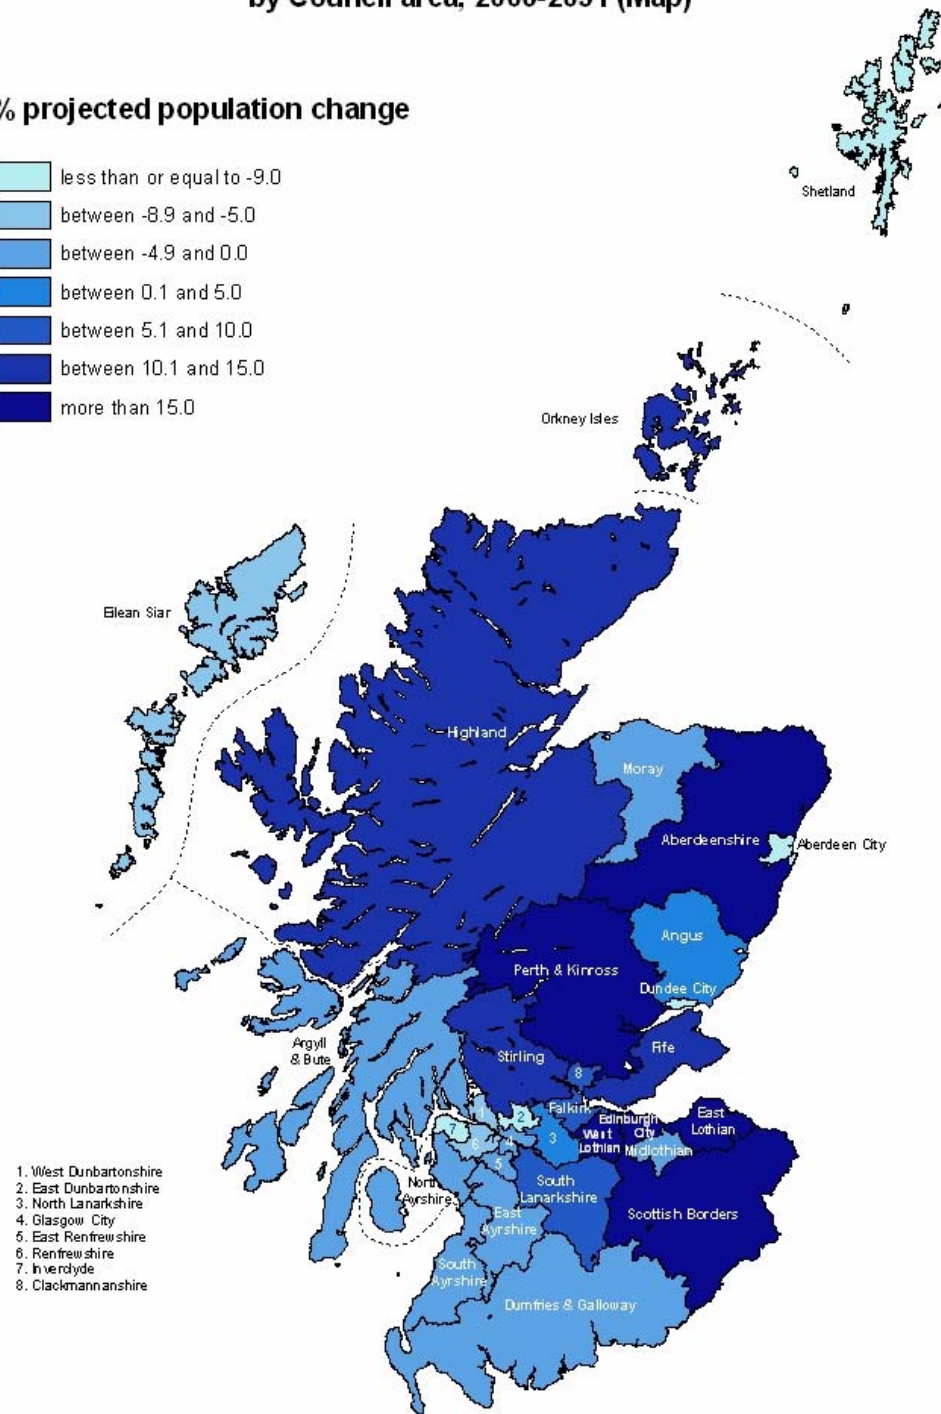 by Council area, 2006-2031 (Map)
% projected population change
less than or equal to -9.0
between -8.9 and -5.0
between -4.9 and 0.0
between 0.1 and 5.0
between 5.1 and 10.0
between 10.1 and 15.0
more than 15.0
Shetland
Orkney Isles
Eilean Siar
Highland
Moray
Aberdeenshire
Aberdeen City
Angus
Perth & Kinross
Dundee City
Argyll
& Bute
Stirling
Fife
8
1
2
Falkirk
7
3
4
6
5
Edinburgh
City
West
Lothian
East
Lothian
Midlothian
North
Ayrshire
South
Lanarkshire
East
Ayrshire
Scottish Borders
South
Ayrshire
Dumfries & Galloway
1. West Dunbartonshire
2. East Dunbartonshire
3. North Lanarkshire
4. Glasgow City
5. East Renfrewshire
6. Renfrewshire
7. Inverclyde
8. Clackmannanshire